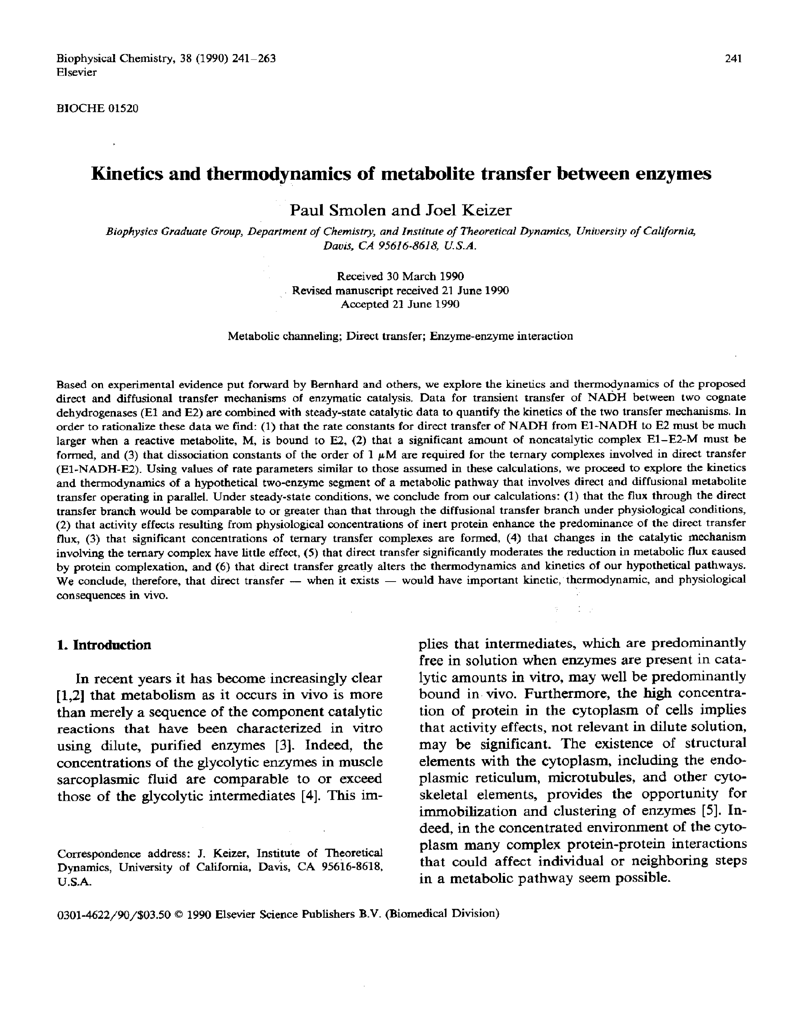 Biophysical Chemistry, 38 (1990) 241–263
241
Elsevier
BIOCHE 01520
Kinetics and thermodynamics of metabolite transfer between enzymes
Paul Smolen and Joel Keizer
Biophysics Graduate Group, Department of Chemistry, and Institute of Theoretical Dynamics, University of California,
Davis, CA 95616-8618, U.S.A.
Received 30 March 1990
Revised manuscript received 21 June 1990
Accepted 21 June 1990
Metabolic channeling; Direct transfer; Enzyme-enzyme interaction
Based on experimental evidence put forward by Bernhard and others, we explore the kinetics and thermodynamics of the proposed
direct and diffusional transfer mechanisms of enzymatic catalysis. Data for transient transfer of NADH between two cognate
dehydrogenases (E1 and E2) are combined with steady-state catalytic data to quantify the kinetics of the two transfer mechanisms. In
order to rationalize these data we find: (1) that the rate constants for direct transfer of NADH from E1-NADH to E2 must be much
larger when a reactive metabolite, M, is bound to E2, (2) that a significant amount of noncatalytic complex E1–E2-M must be
formed, and (3) that dissociation constants of the order of 1 μM are required for the ternary complexes involved in direct transfer
(E1-NADH-E2). Using values of rate parameters similar to those assumed in these calculations, we proceed to explore the kinetics
and thermodynamics of a hypothetical two-enzyme segment of a metabolic pathway that involves direct and diffusional metabolite
transfer operating in parallel. Under steady-state conditions, we conclude from our calculations: (1) that the flux through the direct
transfer branch would be comparable to or greater than that through the diffusional transfer branch under physiological conditions,
(2) that activity effects resulting from physiological concentrations of inert protein enhance the predominance of the direct transfer
flux, (3) that significant concentrations of ternary transfer complexes are formed, (4) that changes in the catalytic mechanism
involving the ternary complex have little effect, (5) that direct transfer significantly moderates the reduction in metabolic flux caused
by protein complexation, and (6) that direct transfer greatly alters the thermodynamics and kinetics of our hypothetical pathways.
We conclude, therefore, that direct transfer — when it exists — would have important kinetic, thermodynamic, and physiological
consequences in vivo.
1. Introduction
In recent years it has become increasingly clear
[1,2] that metabolism as it occurs in vivo is more
than merely a sequence of the component catalytic
reactions that have been characterized in vitro
using dilute, purified enzymes [3]. Indeed, the
concentrations of the glycolytic enzymes in muscle
sarcoplasmic fluid are comparable to or exceed
those of the glycolytic intermediates [4]. This im-
Correspondence address: J. Keizer, Institute of Theoretical
Dynamics, University of California, Davis, CA 95616-8618,
U.S.A.
plies that intermediates, which are predominantly
free in solution when enzymes are present in cata-
lytic amounts in vitro, may well be predominantly
bound in vivo. Furthermore, the high concentra-
tion of protein in the cytoplasm of cells implies
that activity effects, not relevant in dilute solution,
may be significant. The existence of structural
elements with the cytoplasm, including the endo-
plasmic reticulum, microtubules, and other cyto-
skeletal elements, provides the opportunity for
immobilization and clustering of enzymes [5]. In-
deed, in the concentrated environment of the cyto-
plasm many complex protein-protein interactions
that could affect individual or neighboring steps
in a metabolic pathway seem possible.
0301-4622/90/$03.50 © 1990 Elsevier Science Publishers B.V. (Biomedical Division)